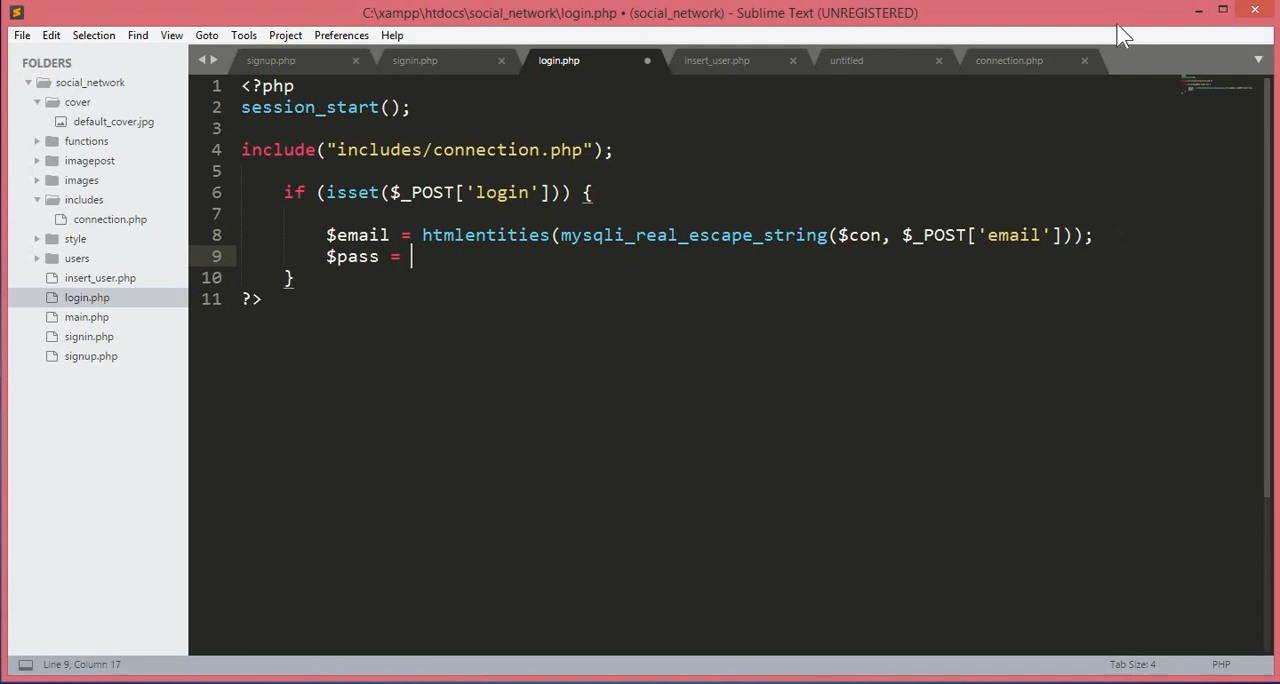 C:\xampp\htdocs\social_network\login.php • (social_network) - Sublime Text (UNREGISTERED)
File Edit Selection Find View Goto Tools Project Preferences Help
FOLDERS
social_network
cover
default_cover.jpg
functions
imagepost
images
includes
connection.php
style
users
insert_user.php
login.php
main.php
signin.php
signup.php
signup.php signin.php login.php insert_user.php untitled connection.php
1 <?php
2 session_start();
3
4 include("includes/connection.php");
5
6 if (isset($_POST['login'])) {
7
8 $email = htmlentities(mysqli_real_escape_string($con, $_POST['email']));
9 $pass =
10 }
11 ?>
Line 9, Column 17 Tab Size: 4 PHP